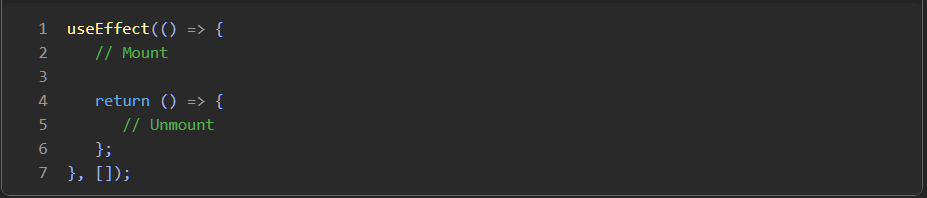 1 useEffect(() => {
2 // Mount
3
4 return () => {
5 // Unmount
6 };
7 }, []);